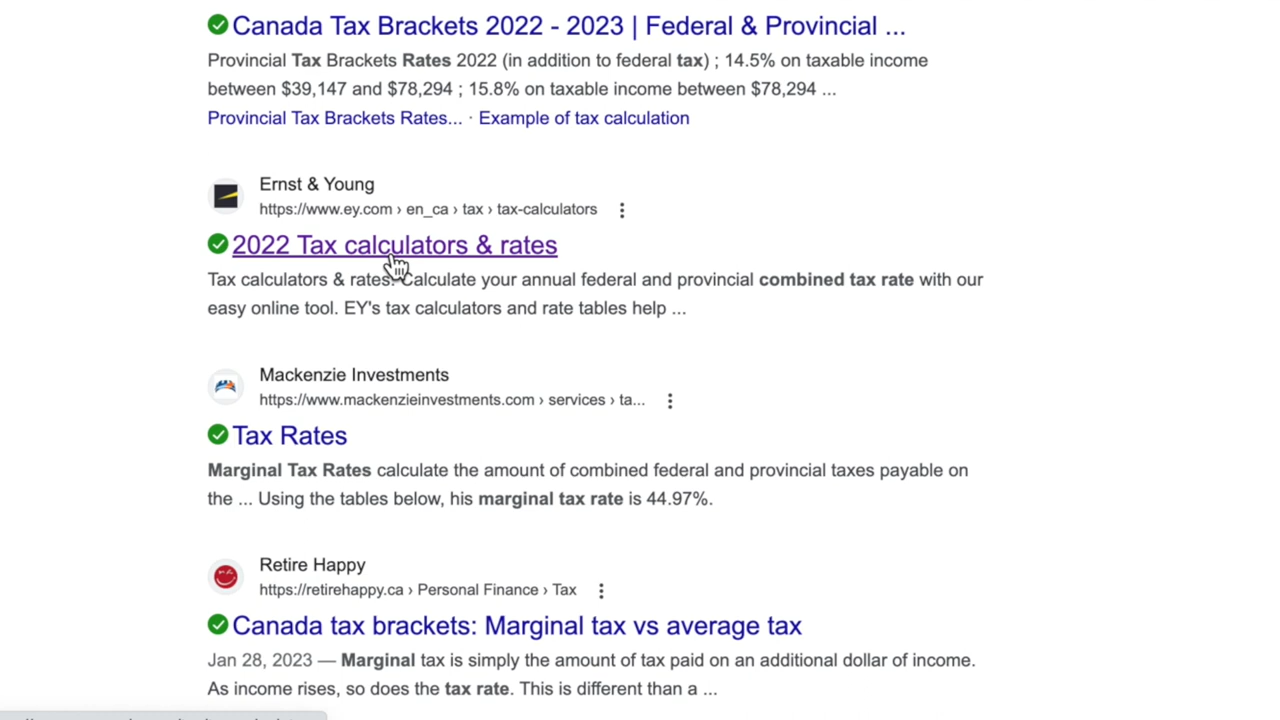 Canada Tax Brackets 2022 - 2023 | Federal & Provincial ...
Provincial Tax Brackets Rates 2022 (in addition to federal tax) ; 14.5% on taxable income
between $39,147 and $78,294 ; 15.8% on taxable income between $78,294 ...
Provincial Tax Brackets Rates... · Example of tax calculation
Ernst & Young
https://www.ey.com › en_ca › tax › tax-calculators
2022 Tax calculators & rates
Tax calculators & rates. Calculate your annual federal and provincial combined tax rate with our
easy online tool. EY's tax calculators and rate tables help ...
Mackenzie Investments
https://www.mackenzieinvestments.com › services › ta...
Tax Rates
Marginal Tax Rates calculate the amount of combined federal and provincial taxes payable on
the ... Using the tables below, his marginal tax rate is 44.97%.
Retire Happy
https://retirehappy.ca › Personal Finance › Tax
Canada tax brackets: Marginal tax vs average tax
Jan 28, 2023 — Marginal tax is simply the amount of tax paid on an additional dollar of income.
As income rises, so does the tax rate. This is different than a ...